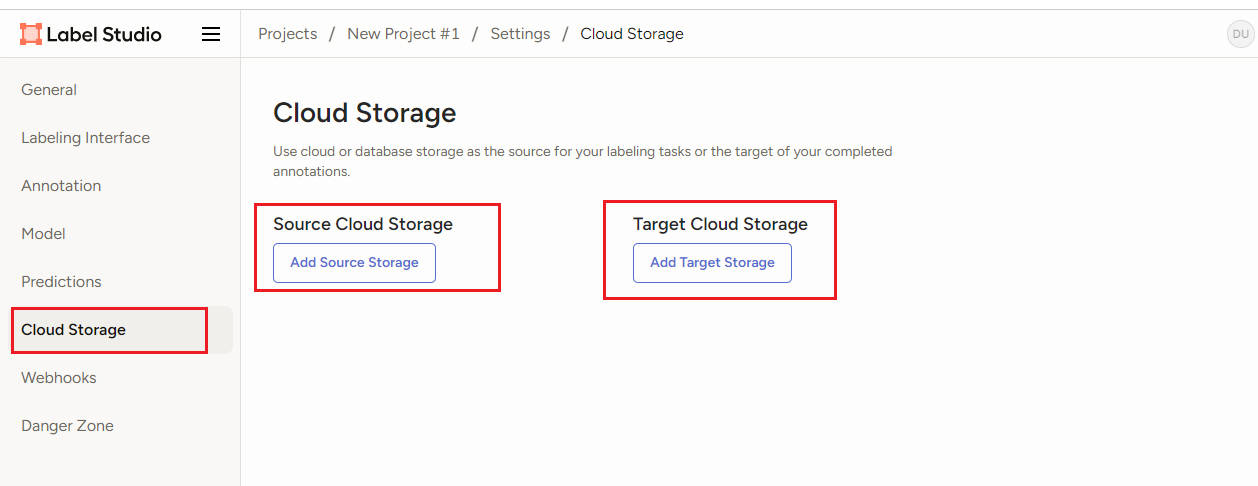 Label Studio
Projects / New Project #1 / Settings / Cloud Storage
DU
General
Labeling Interface
Annotation
Model
Predictions
Cloud Storage
Webhooks
Danger Zone
Cloud Storage
Use cloud or database storage as the source for your labeling tasks or the target of your completed
annotations.
Source Cloud Storage
Add Source Storage
Target Cloud Storage
Add Target Storage